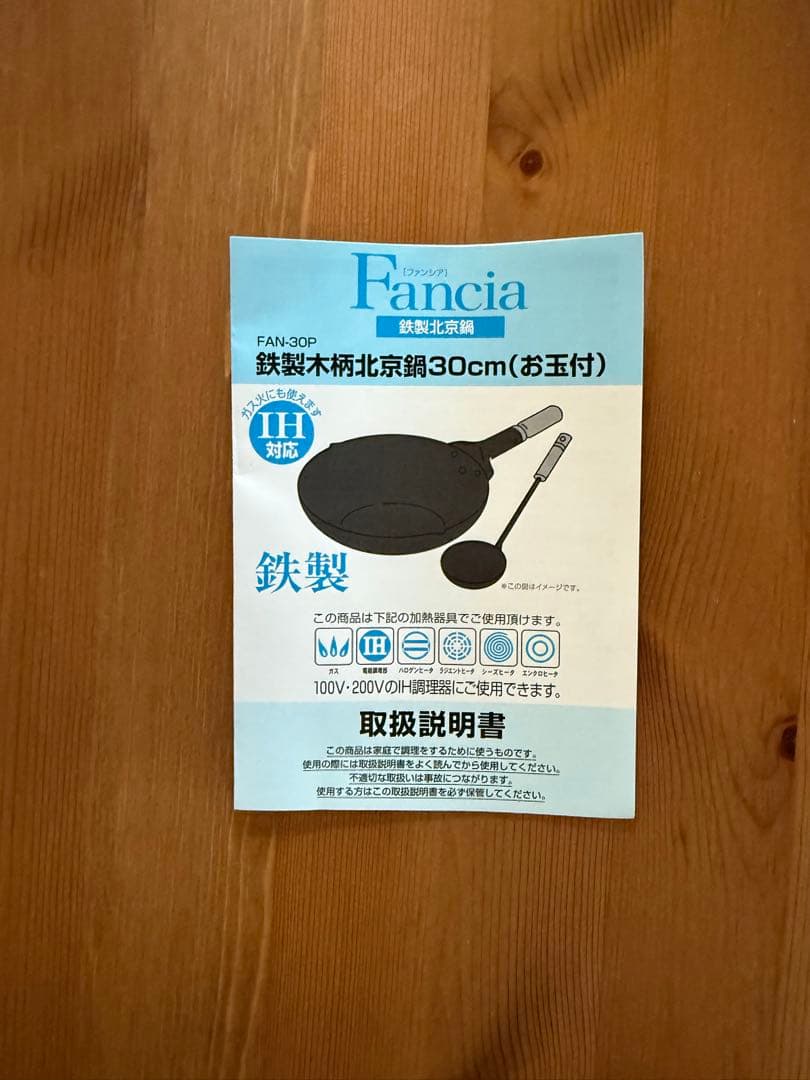 Fancia
[ファンシア]
鉄製北京鍋
FAN-30P
鉄製木柄北京鍋30cm(お玉付)
ガス火にも使えます
IH
対応
鉄製
※この図はイメージです。
この商品は下記の加熱器具でご使用頂けます。
IH
ガス 電磁調理器 ハロゲンヒータ ラジエントヒータ シーズヒータ エンクロヒータ
100V・200VのIH調理器にご使用できます。
取扱説明書
この商品は家庭で調理をするために使うものです。
使用の際には取扱説明書をよく読んでから使用してください。
不適切な取扱いは事故につながります。
使用する方はこの取扱説明書を必ず保管してください。